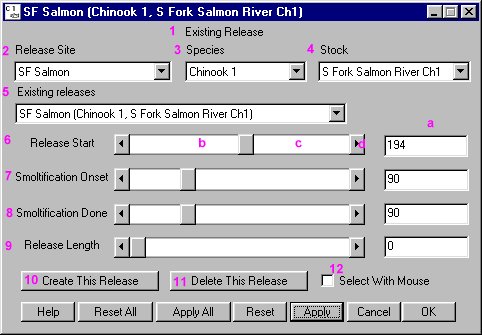 C 1
SF Salmon (Chinook 1, S Fork Salmon River Ch1)
1 Existing Release
2 Release Site 3 Species 4 Stock
SF Salmon Chinook 1 S Fork Salmon River Ch1
5 Existing releases
SF Salmon (Chinook 1, S Fork Salmon River Ch1)
a
6 Release Start b c d 194
7 Smoltification Onset 90
8 Smoltification Done 90
9 Release Length 0
10 Create This Release 11 Delete This Release 12 Select With Mouse
Help Reset All Apply All Reset Apply Cancel OK